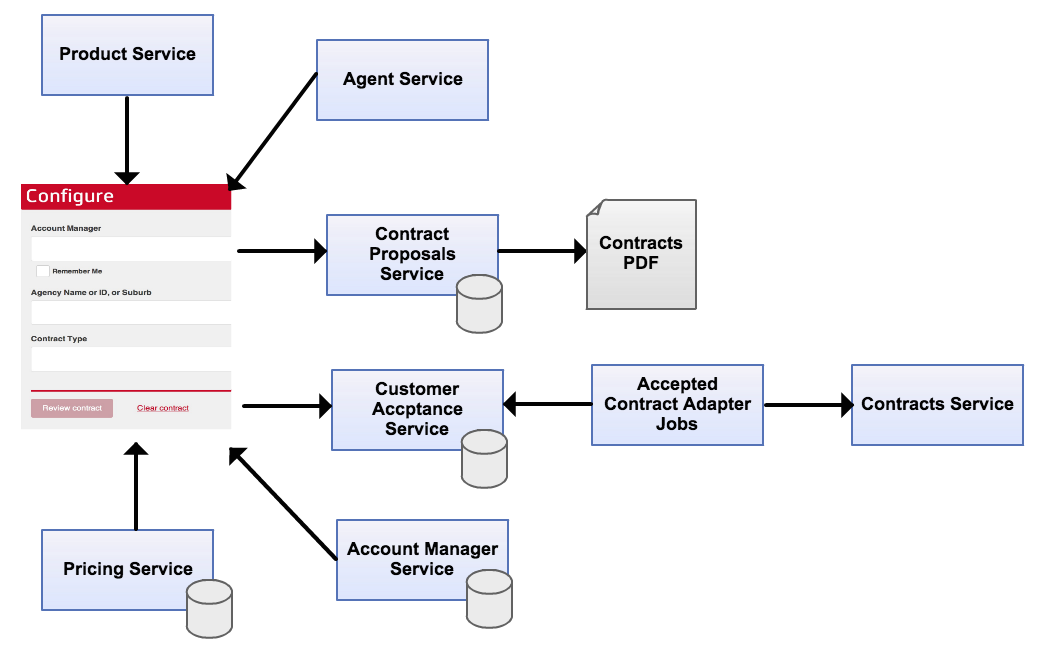 Product Service
Agent Service
Configure
Account Manager
Remember Me
Agency Name or ID, or Suburb
Contract Type
Review contract
Clear contract
Contract
Proposals
Service
Contracts
PDF
Customer
Accptance
Service
Accepted
Contract Adapter
Jobs
Contracts Service
Pricing Service
Account Manager
Service